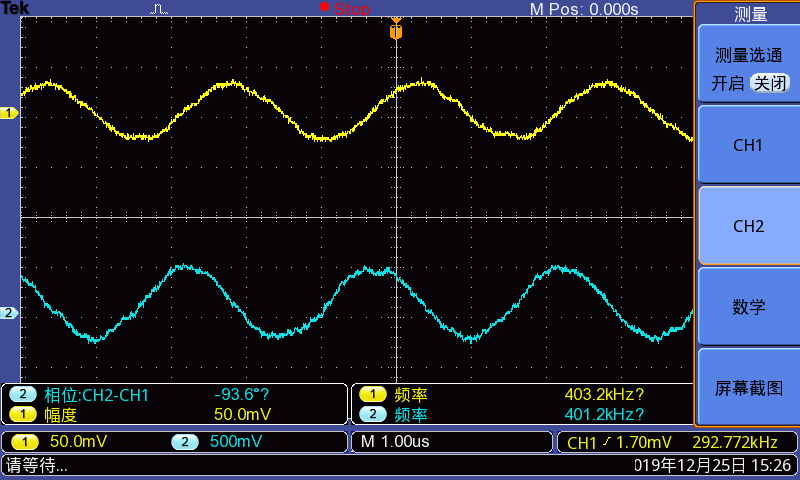 Tek Stop M Pos: 0.000s
测量
测量选通
开启 关闭
CH1
CH2
数学
屏幕截图
T
1
2
2 相位:CH2-CH1 -93.6°?
1 幅度 50.0mV
1 频率 403.2kHz?
2 频率 401.2kHz?
1 50.0mV 2 500mV M 1.00us CH1 / 1.70mV 292.772kHz
请等待... 019年12月25日 15:26